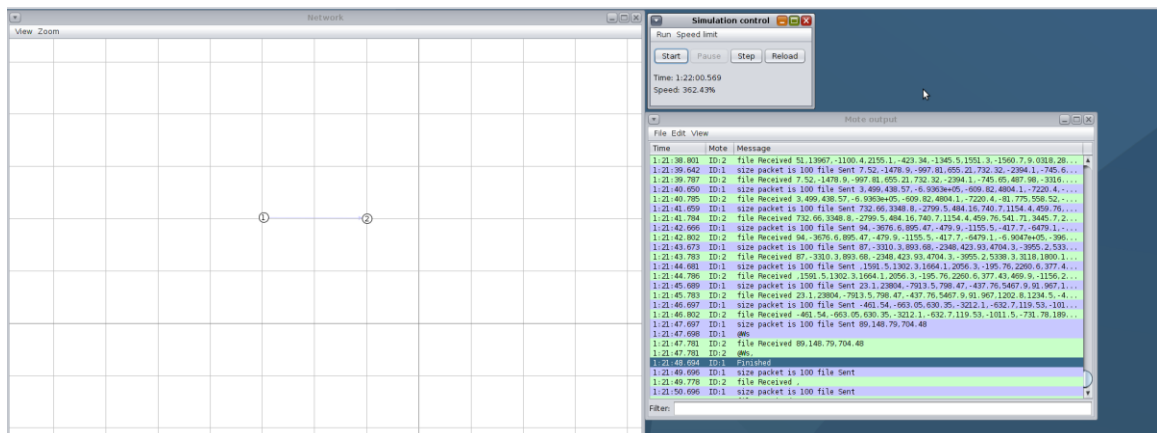 Network
View Zoom
1
2
Simulation control
Run Speed limit
Start Pause Step Reload
Time: 1:22:00.569
Speed: 362.43%
Mote output
File Edit View
Time Mote Message
1:21:38.801 ID:2 file Received 51.13967,-1100.4,2155.1,-423.34,-1345.5,1551.3,-1560.7,9.0318,28...
1:21:39.642 ID:1 size packet is 100 file Sent 7.52,-1478.9,-997.81,655.21,732.32,-2394.1,-745.6...
1:21:39.787 ID:2 file Received 7.52,-1478.9,-997.81,655.21,732.32,-2394.1,-745.65,487.98,-3316....
1:21:40.650 ID:1 size packet is 100 file Sent 3,499,438.57,-6.9363e+05,-609.82,4804.1,-7220.4,-...
1:21:40.785 ID:2 file Received 3,499,438.57,-6.9363e+05,-609.82,4804.1,-7220.4,-81.775,558.52,-...
1:21:41.659 ID:1 size packet is 100 file Sent 732.66,3348.8,-2799.5,484.16,740.7,1154.4,459.76,...
1:21:41.784 ID:2 file Received 732.66,3348.8,-2799.5,484.16,740.7,1154.4,459.76,541.71,3445.7,2...
1:21:42.666 ID:1 size packet is 100 file Sent 94,-3676.6,895.47,-479.9,-1155.5,-417.7,-6479.1,-...
1:21:42.802 ID:2 file Received 94,-3676.6,895.47,-479.9,-1155.5,-417.7,-6479.1,-6.9047e+05,-396...
1:21:43.673 ID:1 size packet is 100 file Sent 87,-3310.3,893.68,-2348,423.93,4704.3,-3955.2,533...
1:21:43.783 ID:2 file Received 87,-3310.3,893.68,-2348,423.93,4704.3,-3955.2,5338.3,3118,1800.1...
1:21:44.681 ID:1 size packet is 100 file Sent .1591.5,1302.3,1664.1,2056.3,-195.76,2260.6,377.4...
1:21:44.786 ID:2 file Received .1591.5,1302.3,1664.1,2056.3,-195.76,2260.6,377.43,469.9,-1156.2...
1:21:45.689 ID:1 size packet is 100 file Sent 23.1,23804,-7913.5,798.47,-437.76,5467.9,91.967,1...
1:21:45.783 ID:2 file Received 23.1,23804,-7913.5,798.47,-437.76,5467.9,91.967,1202.8,1234.5,-4...
1:21:46.697 ID:1 size packet is 100 file Sent -461.54,-663.05,630.35,-3212.1,-632.7,119.53,-101...
1:21:46.802 ID:2 file Received -461.54,-663.05,630.35,-3212.1,-632.7,119.53,-1011.5,-731.78,189...
1:21:47.697 ID:1 size packet is 100 file Sent 89,148.79,704.48
1:21:47.698 ID:1 @Ws
1:21:47.781 ID:2 file Received 89,148.79,704.48
1:21:47.781 ID:2 @Ws.
1:21:48.694 ID:1 Finished
1:21:49.696 ID:1 size packet is 100 file Sent
1:21:49.778 ID:2 file Received .
1:21:50.696 ID:1 size packet is 100 file Sent
Filter: